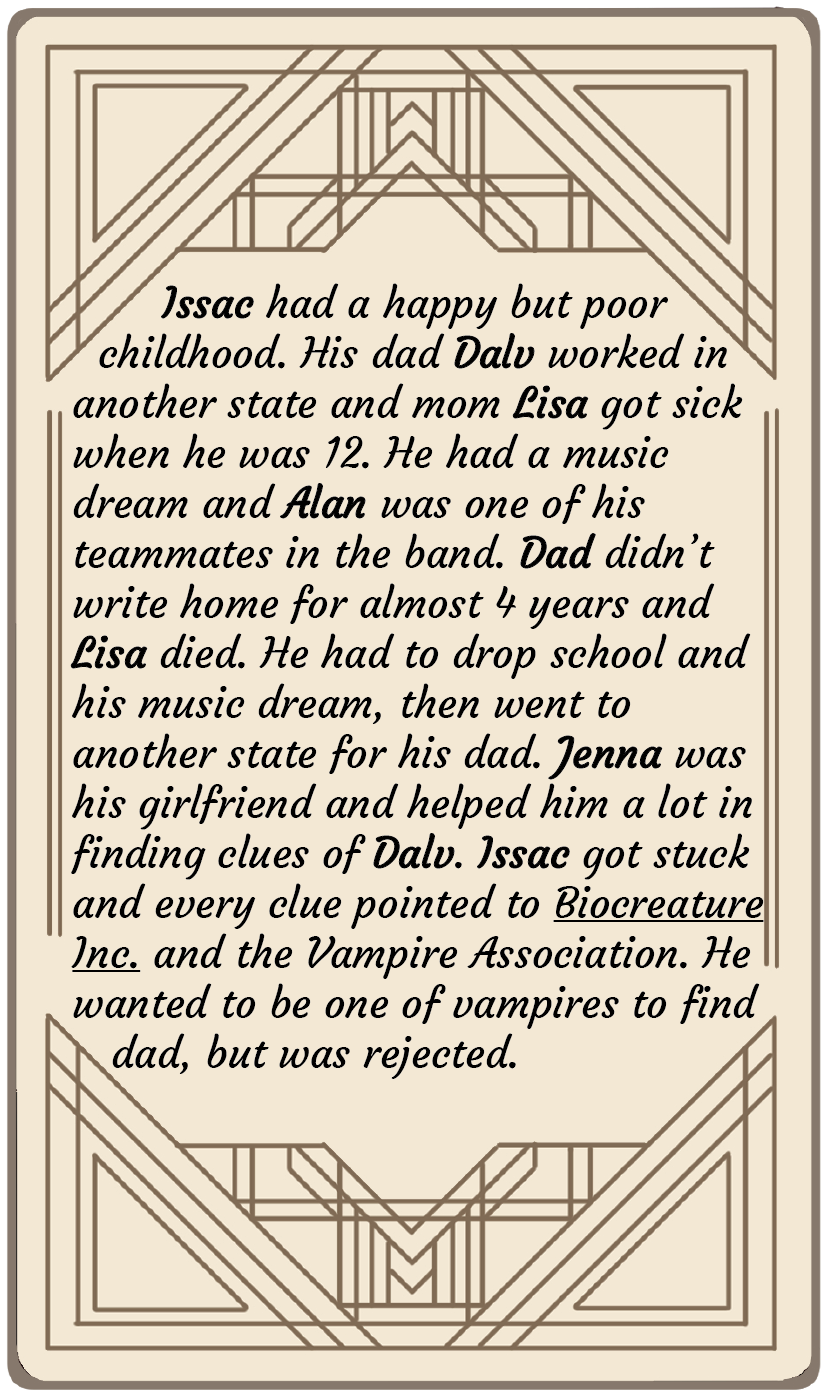 Issac had a happy but poor
childhood. His dad Dalv worked in
another state and mom Lisa got sick
when he was 12. He had a music
dream and Alan was one of his
teammates in the band. Dad didn’t
write home for almost 4 years and
Lisa died. He had to drop school and
his music dream, then went to
another state for his dad. Jenna was
his girlfriend and helped him a lot in
finding clues of Dalv. Issac got stuck
and every clue pointed to Biocreature
Inc. and the Vampire Association. He
wanted to be one of vampires to find
dad, but was rejected.